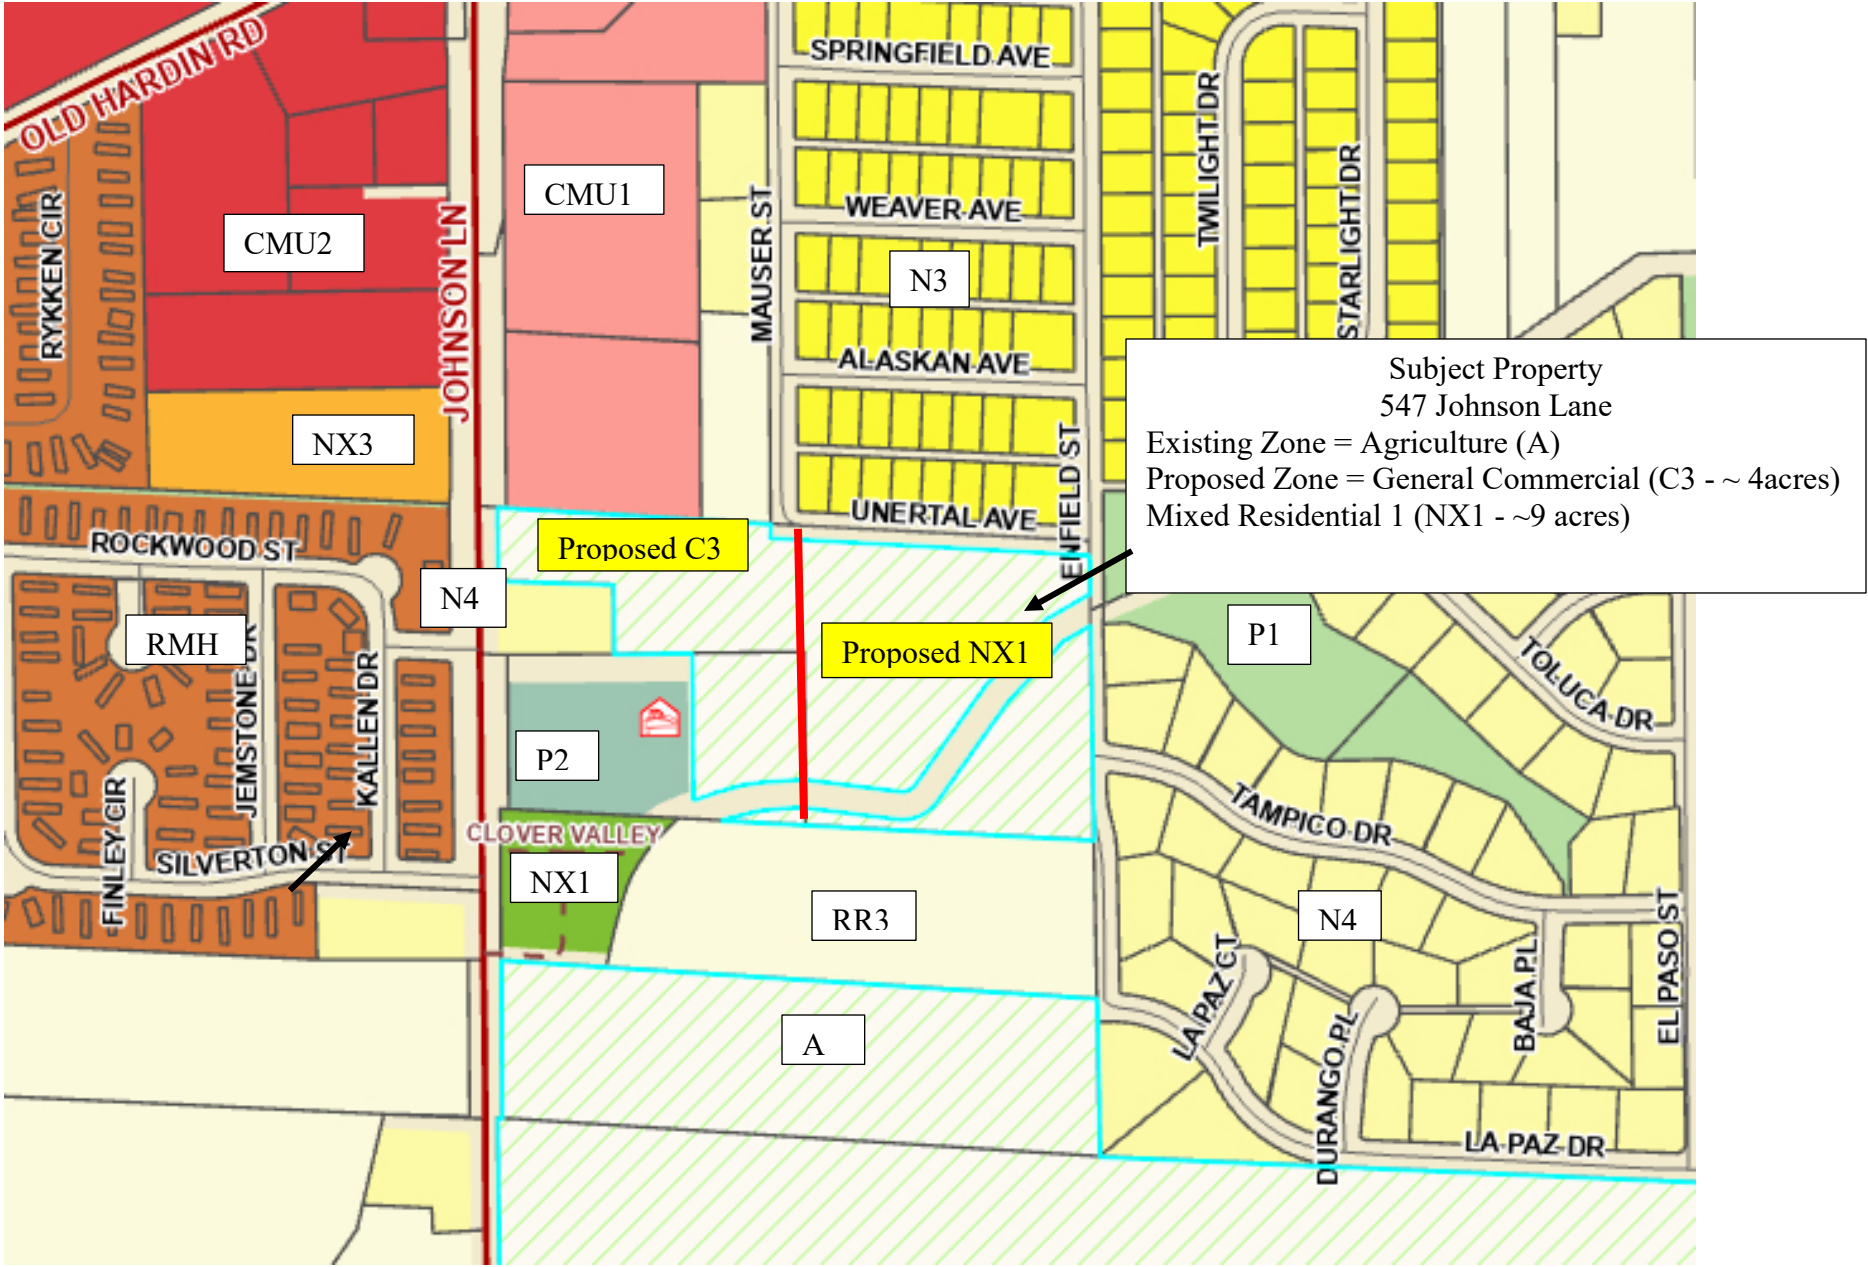 OLD HARDIN RD
SPRINGFIELD AVE
RYKKEN CIR
CMU2
JOHNSON LN
CMU1
MAUSER ST
WEAVER AVE
N3
TWILIGHT DR
STARLIGHT DR
ALASKAN AVE
Subject Property
547 Johnson Lane
Existing Zone = Agriculture (A)
Proposed Zone = General Commercial (C3 - ~ 4acres)
Mixed Residential 1 (NX1 - ~9 acres)
NX3
UNERTAL AVE
ENFIELD ST
ROCKWOOD ST
Proposed C3
N4
RMH
Proposed NX1
P1
TOLUCA DR
JEMSTONE DR
KALLEN DR
P2
FINLEY CIR
SILVERTON ST
CLOVER VALLEY
NX1
TAMPICO DR
RR3
N4
LA PAZ CT
BAJA PL
EL PASO ST
A
DURANGO PL
LA PAZ DR